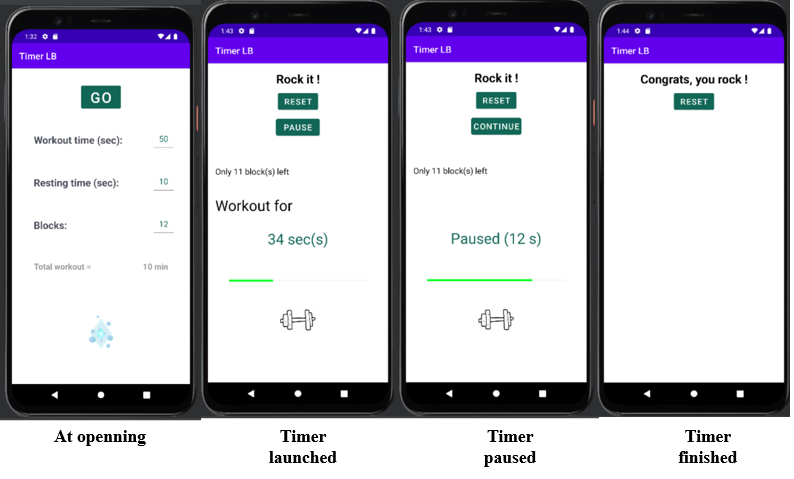 1:32
Timer LB
GO
Workout time (sec): 50
Resting time (sec): 10
Blocks: 12
Total workout = 10 min
At openning
1:43
Timer LB
Rock it !
RESET
PAUSE
Only 11 block(s) left
Workout for
34 sec(s)
Timer
launched
1:43
Timer LB
Rock it !
RESET
CONTINUE
Only 11 block(s) left
Paused (12 s)
Timer
paused
1:44
Timer LB
Congrats, you rock !
RESET
Timer
finished